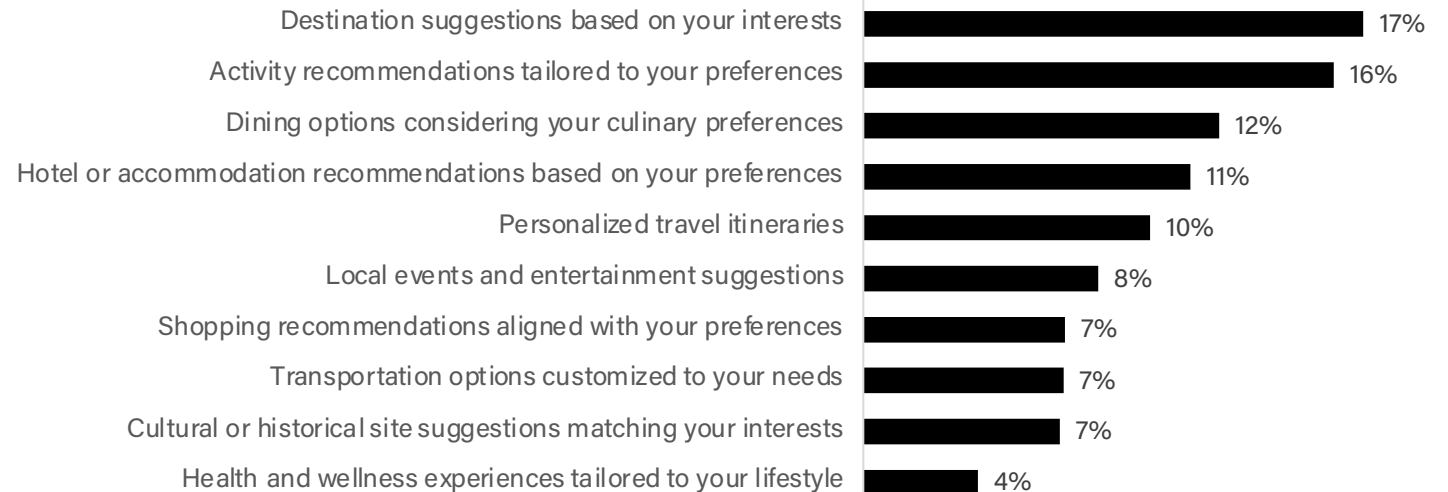 Destination suggestions based on your interests 17%
Activity recommendations tailored to your preferences 16%
Dining options considering your culinary preferences 12%
Hotel or accommodation recommendations based on your preferences 11%
Personalized travel itineraries 10%
Local events and entertainment suggestions 8%
Shopping recommendations aligned with your preferences 7%
Transportation options customized to your needs 7%
Cultural or historical site suggestions matching your interests 7%
Health and wellness experiences tailored to your lifestyle 4%